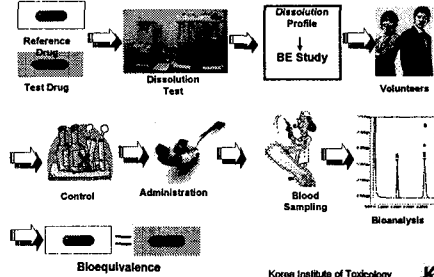 Reference
Drug
Test Drug
Dissolution
Test
Dissolution
Profile
BE Study
Volunteers
Control
Administration
Blood
Sampling
Bioanalysis
Bioequivalence
Korea Institute of Toxicology